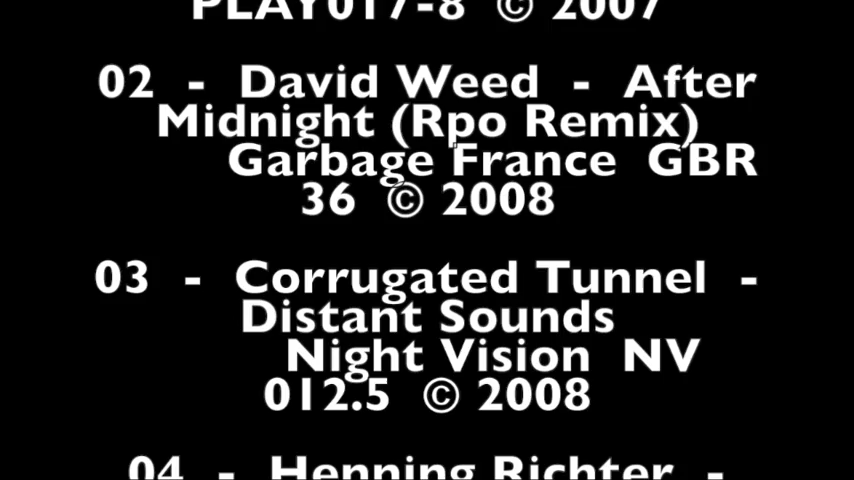 PLAY017-8 © 2007
02 - David Weed - After
Midnight (Rpo Remix)
Garbage France GBR
36 © 2008
03 - Corrugated Tunnel -
Distant Sounds
Night Vision NV
012.5 © 2008
04 - Henning Richter -